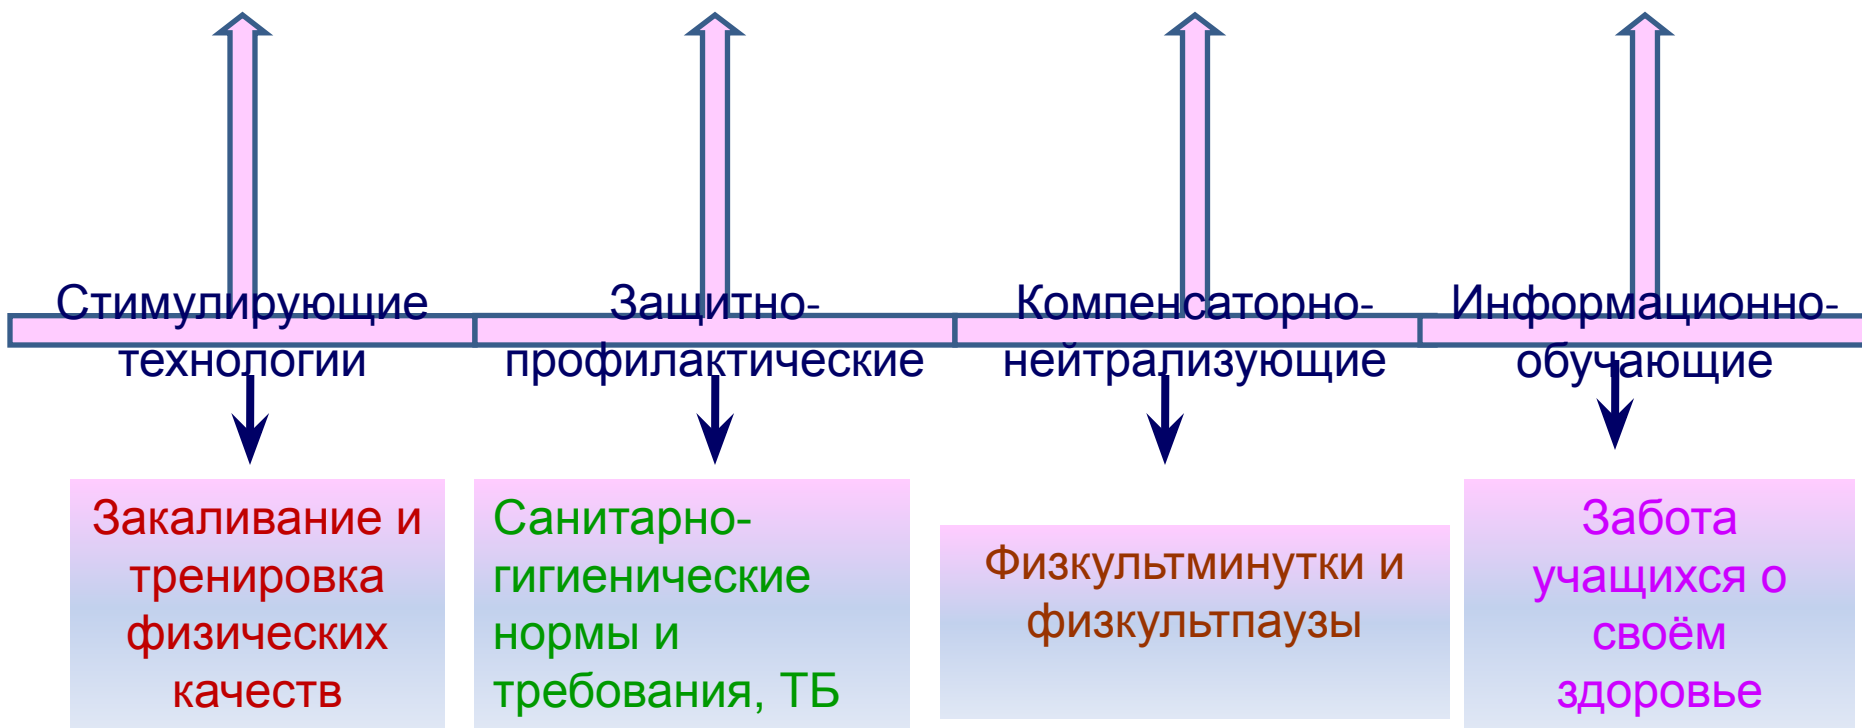 Стимулирующие
технологии
Защитно-
профилактические
Компенсаторно-
нейтрализующие
Информационно-
обучающие
Закаливание и
тренировка
физических
качеств
Санитарно-
гигиенические
нормы и
требования, ТБ
Физкультминутки и
физкультпаузы
Забота
учащихся о
своём
здоровье